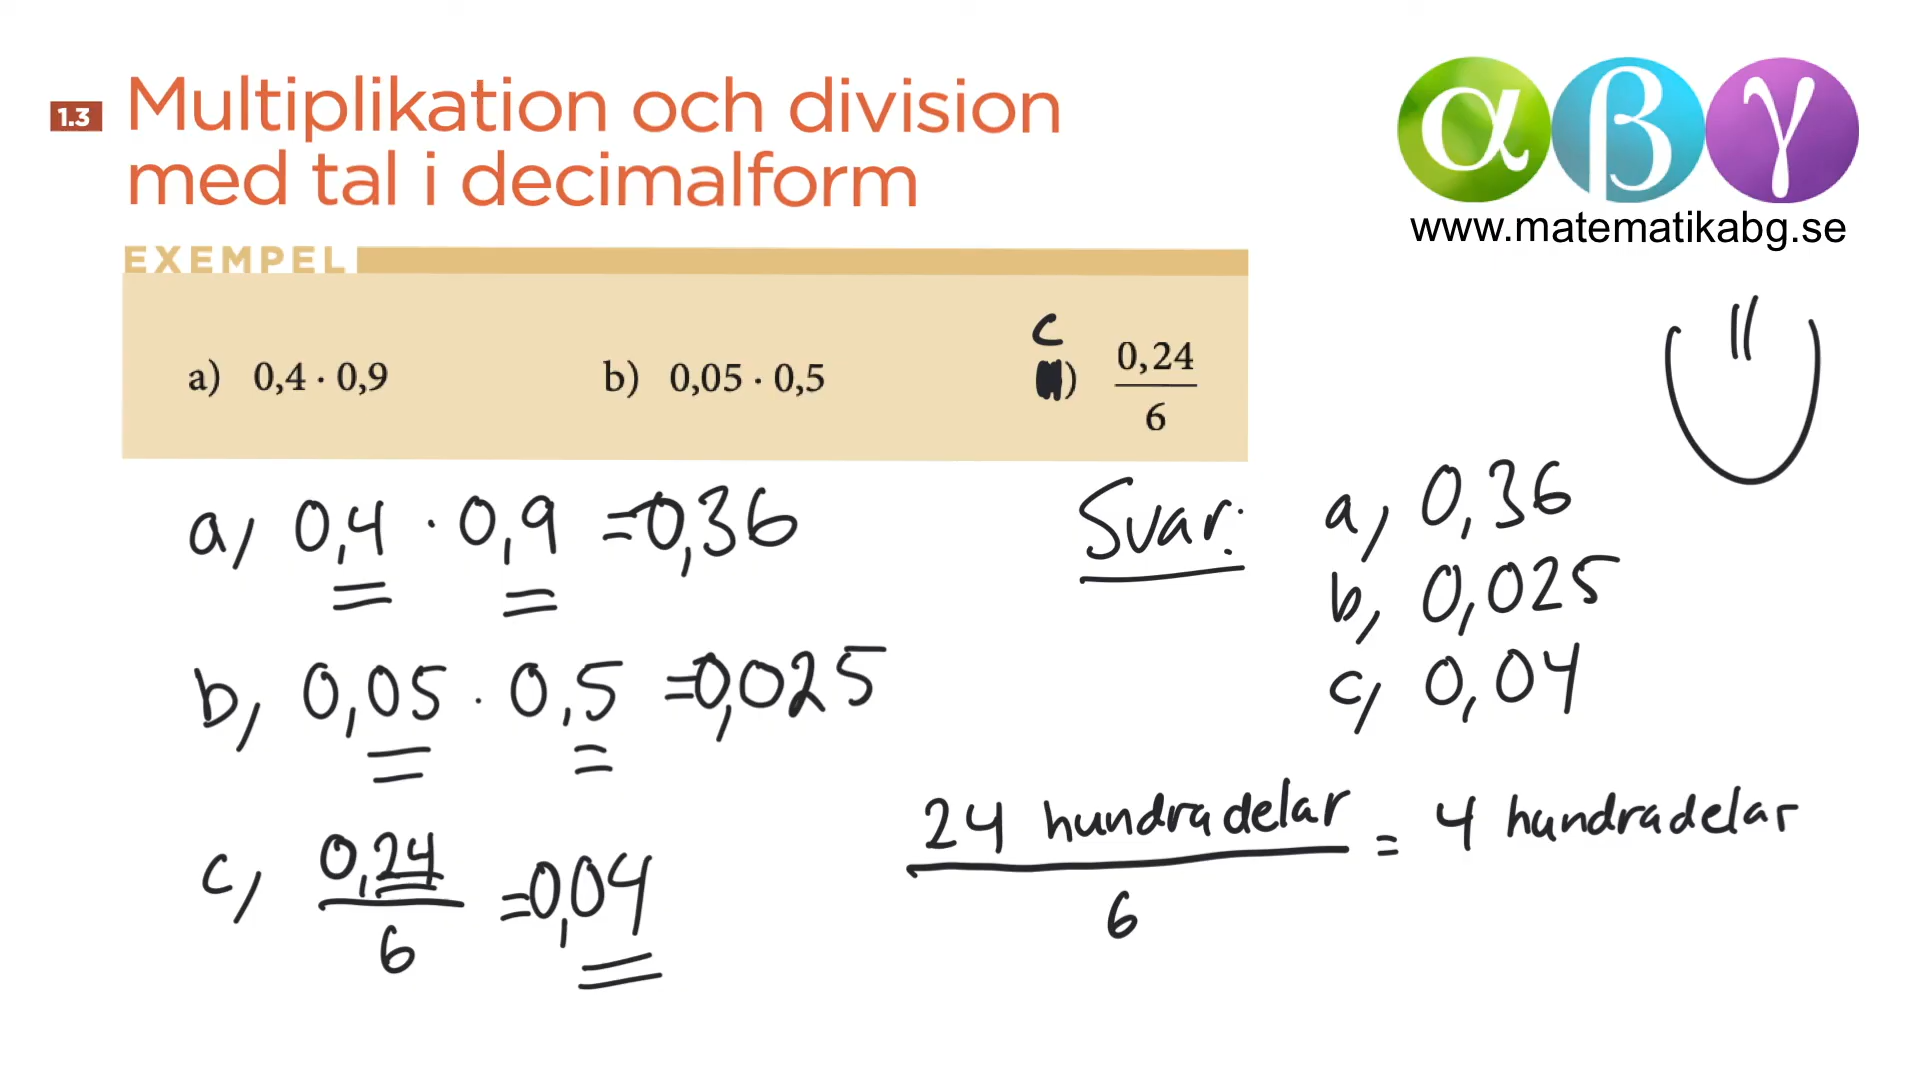 1.3 Multiplikation och division
med tal i decimalform
α β γ
www.matematikabg.se
EXEMPEL
a) 0,4 · 0,9
b) 0,05 · 0,5
c
) 0,24
6
a, 0,4 · 0,9 = 0,36
b, 0,05 · 0,5 = 0,025
c, 0,24 = 0,04
6
Svar: a, 0,36
b, 0,025
c, 0,04
24 hundradelar = 4 hundradelar
6